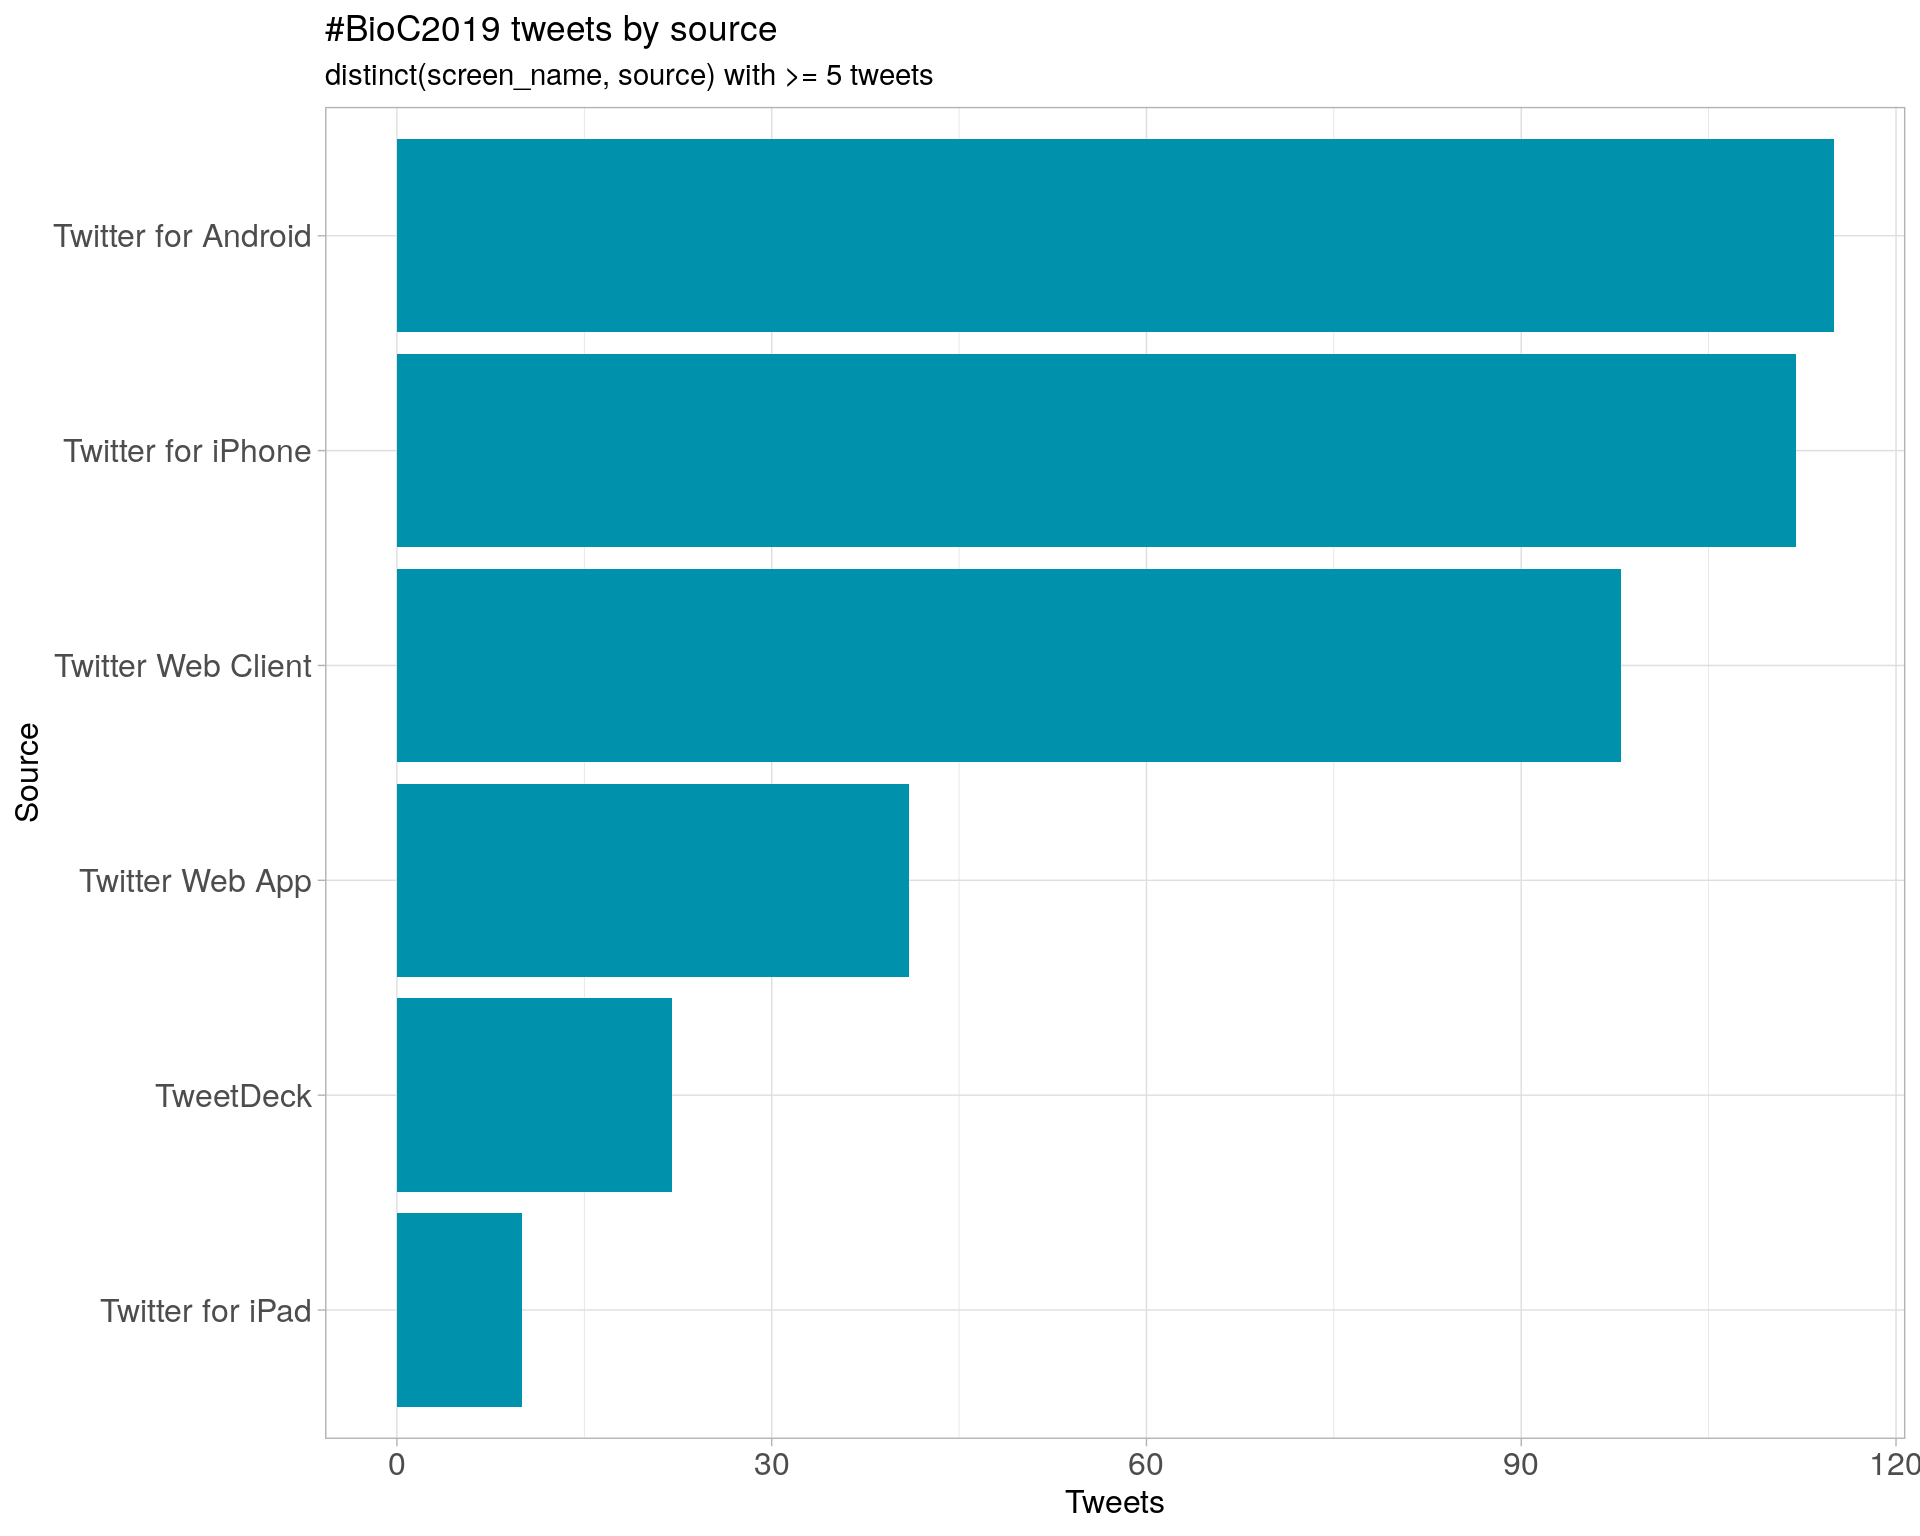 #BioC2019 tweets by source
distinct(screen_name, source) with >= 5 tweets
Source
Twitter for Android
Twitter for iPhone
Twitter Web Client
Twitter Web App
TweetDeck
Twitter for iPad
0 30 60 90 120
Tweets